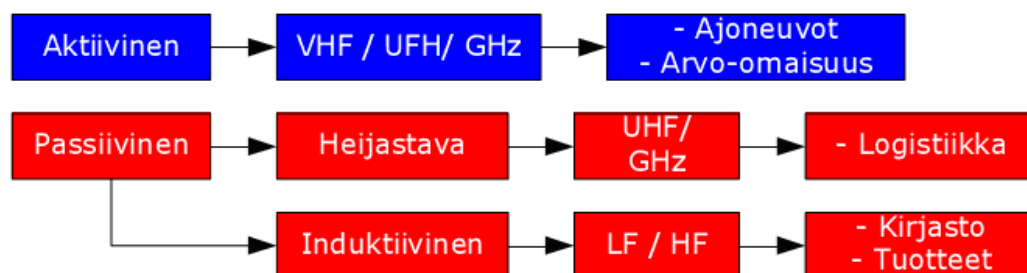 Aktiivinen
VHF / UFH/ GHz
- Ajoneuvot
- Arvo-omaisuus
Passiivinen
Heijastava
UHF/
GHz
- Logistiikka
Induktiivinen
LF / HF
- Kirjasto
- Tuotteet